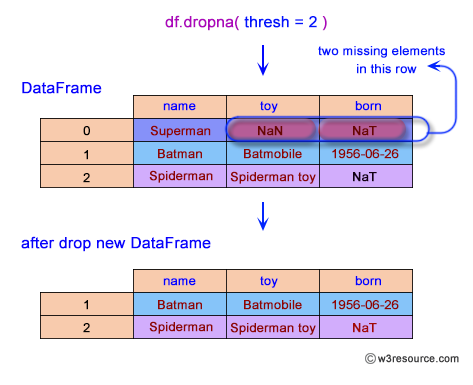 df.dropna( thresh = 2 )
two missing elements
in this row
DataFrame
name toy born
0 Superman NaN NaT
1 Batman Batmobile 1956-06-26
2 Spiderman Spiderman toy NaT
after drop new DataFrame
name toy born
1 Batman Batmobile 1956-06-26
2 Spiderman Spiderman toy NaT
© w3resource.com